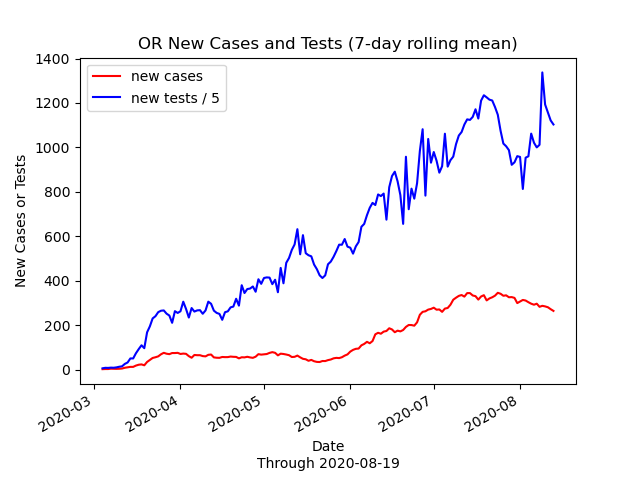 OR New Cases and Tests (7-day rolling mean)
new cases
new tests / 5
New Cases or Tests
1400
1200
1000
800
600
400
200
0
2020-03
2020-04
2020-05
2020-06
2020-07
2020-08
Date
Through 2020-08-19